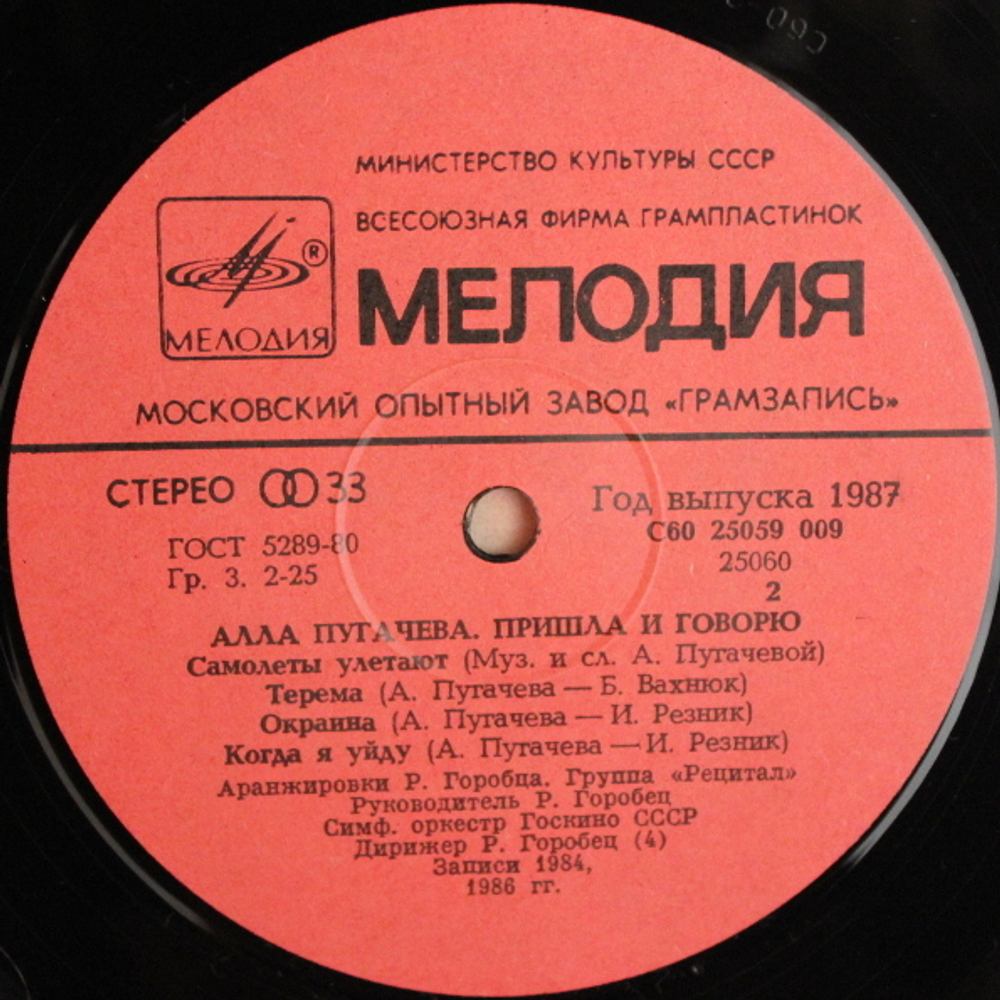 С60
МИНИСТЕРСТВО КУЛЬТУРЫ СССР
ВСЕСОЮЗНАЯ ФИРМА ГРАМПЛАСТИНОК
®
МЕЛОДИЯ
МЕЛОДИЯ
МОСКОВСКИЙ ОПЫТНЫЙ ЗАВОД «ГРАМЗАПИСЬ»
СТЕРЕО 33
Год выпуска 1987
ГОСТ 5289-80
С60 25059 009
Гр. 3. 2-25
25060
2
АЛЛА ПУГАЧЕВА. ПРИШЛА И ГОВОРЮ
Самолеты улетают (Муз. и сл. А. Пугачевой)
Терема (А. Пугачева — Б. Вахнюк)
Окраина (А. Пугачева — И. Резник)
Когда я уйду (А. Пугачева — И. Резник)
Аранжировки Р. Горобца. Группа «Рецитал»
Руководитель Р. Горобец
Симф. оркестр Госкино СССР
Дирижер Р. Горобец (4)
Записи 1984,
1986 гг.